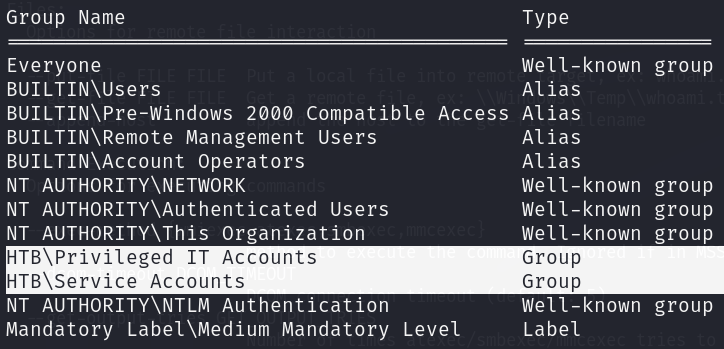 Group Name Type
Everyone Well-known group
BUILTIN\Users Alias
BUILTIN\Pre-Windows 2000 Compatible Access Alias
BUILTIN\Remote Management Users Alias
BUILTIN\Account Operators Alias
NT AUTHORITY\NETWORK Well-known group
NT AUTHORITY\Authenticated Users Well-known group
NT AUTHORITY\This Organization Well-known group
HTB\Privileged IT Accounts Group
HTB\Service Accounts Group
NT AUTHORITY\NTLM Authentication Well-known group
Mandatory Label\Medium Mandatory Level Label